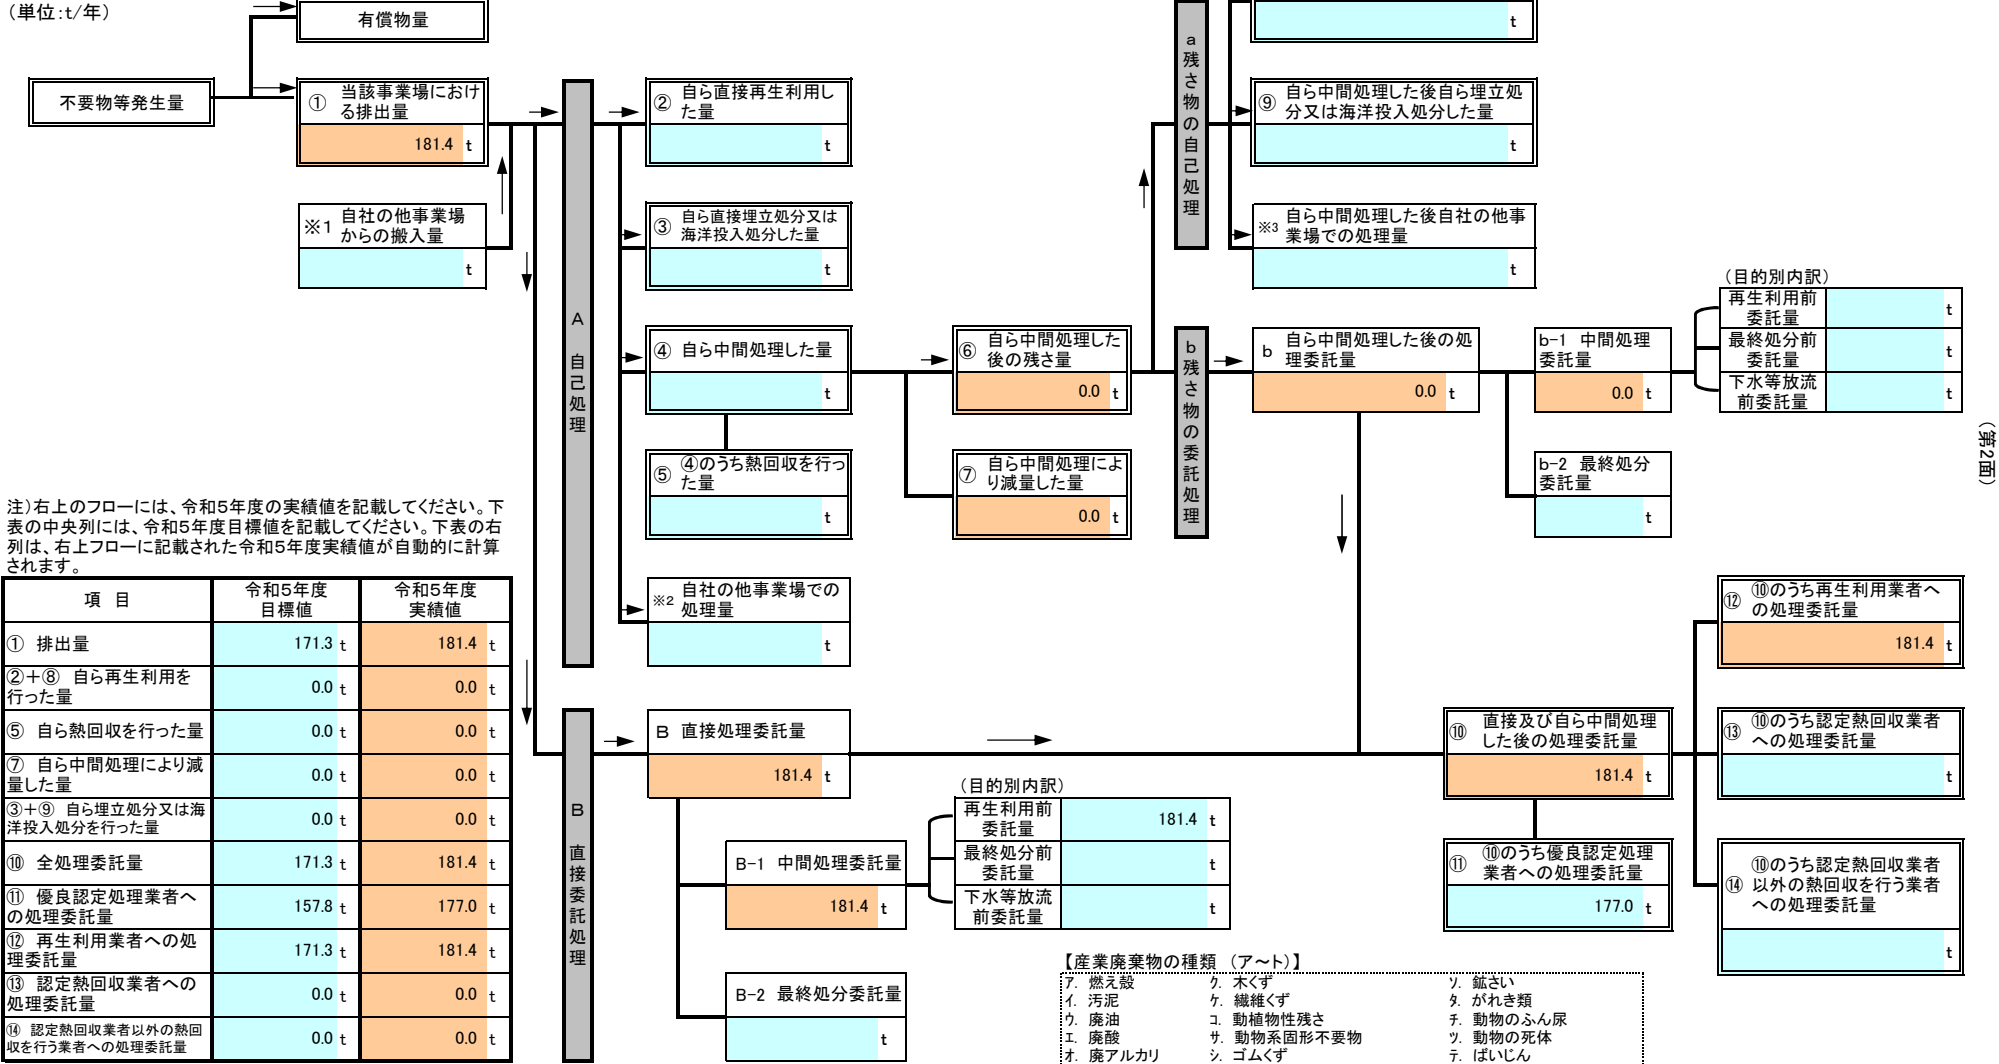 （単位:t/年）
有償物量
不要物等発生量
① 当該事業場におけ
る排出量
181.4 t
※1 自社の他事業場
からの搬入量
t
A 自己処理
② 自ら直接再生利用し
た量
t
③ 自ら直接埋立処分又は
海洋投入処分した量
t
④ 自ら中間処理した量
t
⑤ ④のうち熱回収を行っ
た量
t
※2 自社の他事業場での
処理量
t
⑥ 自ら中間処理した
後の残さ量
0.0 t
⑦ 自ら中間処理によ
り減量した量
0.0 t
a残さ物の自己処理
t
⑨ 自ら中間処理した後自ら埋立処
分又は海洋投入処分した量
t
※3 自ら中間処理した後自社の他事
業場での処理量
t
b残さ物の委託処理
b 自ら中間処理した後の処
理委託量
0.0 t
b-1 中間処理
委託量
0.0 t
b-2 最終処分
委託量
t
（目的別内訳）
再生利用前
委託量 t
最終処分前
委託量 t
下水等放流
前委託量 t
（第2面）
注）右上のフローには、令和5年度の実績値を記載してください。下
表の中央列には、令和5年度目標値を記載してください。下表の右
列は、右上フローに記載された令和5年度実績値が自動的に計算
されます。
項 目 令和5年度
目標値 令和5年度
実績値
① 排出量 171.3 t 181.4 t
②＋⑧ 自ら再生利用を
行った量 0.0 t 0.0 t
⑤ 自ら熱回収を行った量 0.0 t 0.0 t
⑦ 自ら中間処理により減
量した量 0.0 t 0.0 t
③＋⑨ 自ら埋立処分又は海
洋投入処分を行った量 0.0 t 0.0 t
⑩ 全処理委託量 171.3 t 181.4 t
⑪ 優良認定処理業者へ
の処理委託量 157.8 t 177.0 t
⑫ 再生利用業者への処
理委託量 171.3 t 181.4 t
⑬ 認定熱回収業者への
処理委託量 0.0 t 0.0 t
⑭ 認定熱回収業者以外の熱回
収を行う業者への処理委託量 0.0 t 0.0 t
B 直接委託処理
B 直接処理委託量
181.4 t
B-1 中間処理委託量
181.4 t
B-2 最終処分委託量
t
（目的別内訳）
再生利用前
委託量 181.4 t
最終処分前
委託量 t
下水等放流
前委託量 t
⑩ 直接及び自ら中間処理
した後の処理委託量
181.4 t
⑪ ⑩のうち優良認定処理
業者への処理委託量
177.0 t
⑫ ⑩のうち再生利用業者へ
の処理委託量
181.4 t
⑬ ⑩のうち認定熱回収業者
への処理委託量
t
⑭ ⑩のうち認定熱回収業者
以外の熱回収を行う業者
への処理委託量
t
【産業廃棄物の種類 （ア～ト）】
ア. 燃え殻 ク. 木くず ソ. 鉱さい
イ. 汚泥 ケ. 繊維くず タ. がれき類
ウ. 廃油 コ. 動植物性残さ チ. 動物のふん尿
エ. 廃酸 サ. 動物系固形不要物 ツ. 動物の死体
オ. 廃アルカリ シ. ゴムくず テ. ばいじん